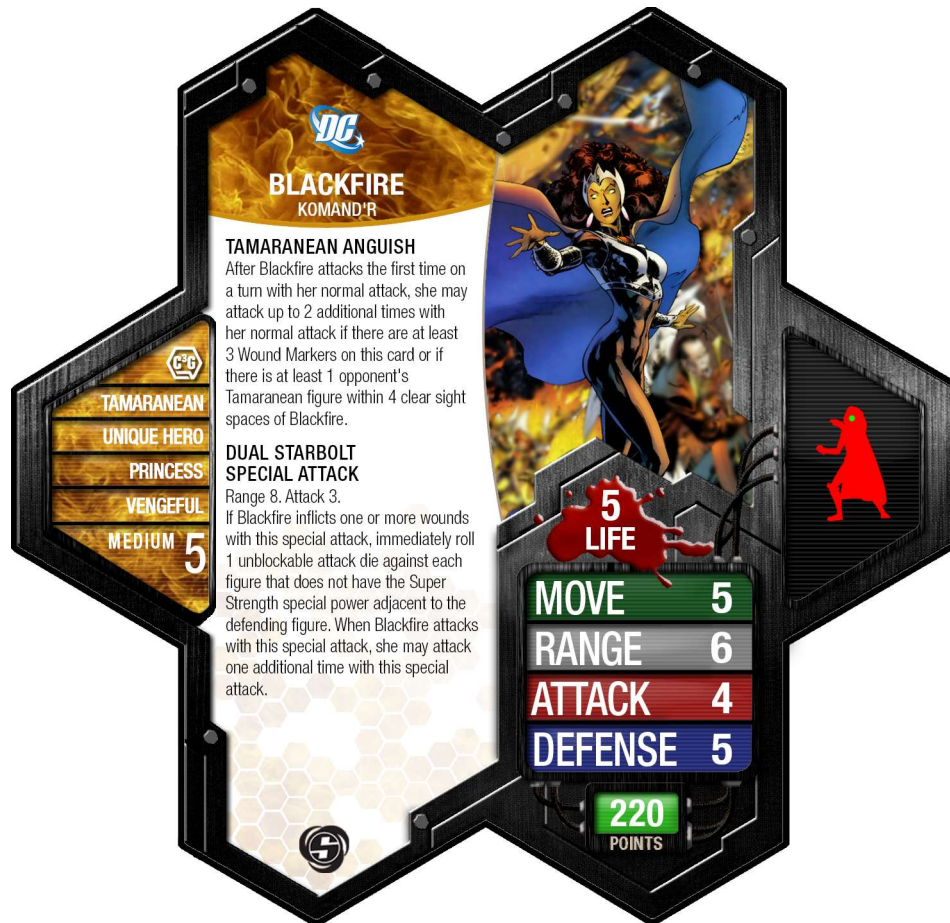 DC
BLACKFIRE
KOMAND'R
TAMARANEAN ANGUISH
After Blackfire attacks the first time on
a turn with her normal attack, she may
attack up to 2 additional times with
her normal attack if there are at least
3 Wound Markers on this card or if
there is at least 1 opponent's
Tamaranean figure within 4 clear sight
spaces of Blackfire.
DUAL STARBOLT
SPECIAL ATTACK
Range 8. Attack 3.
If Blackfire inflicts one or more wounds
with this special attack, immediately roll
1 unblockable attack die against each
figure that does not have the Super
Strength special power adjacent to the
defending figure. When Blackfire attacks
with this special attack, she may attack
one additional time with this special
attack.
C³G
TAMARANEAN
UNIQUE HERO
PRINCESS
VENGEFUL
MEDIUM 5
5
LIFE
MOVE 5
RANGE 6
ATTACK 4
DEFENSE 5
220
POINTS
S